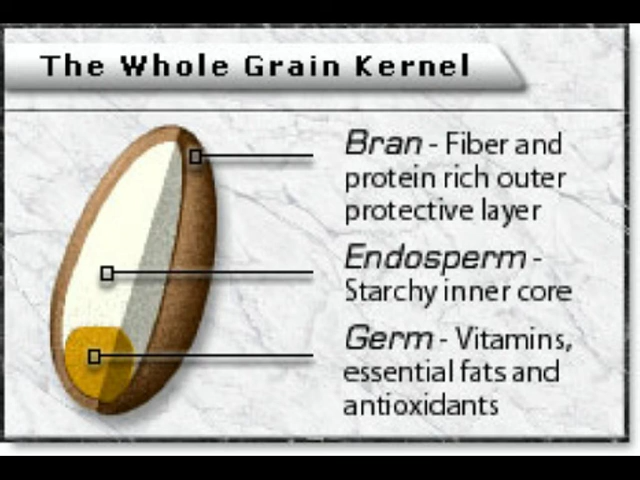 The Whole Grain Kernel
Bran - Fiber and
protein rich outer
protective layer
Endosperm -
Starchy inner core
Germ - Vitamins,
essential fats and
antioxidants